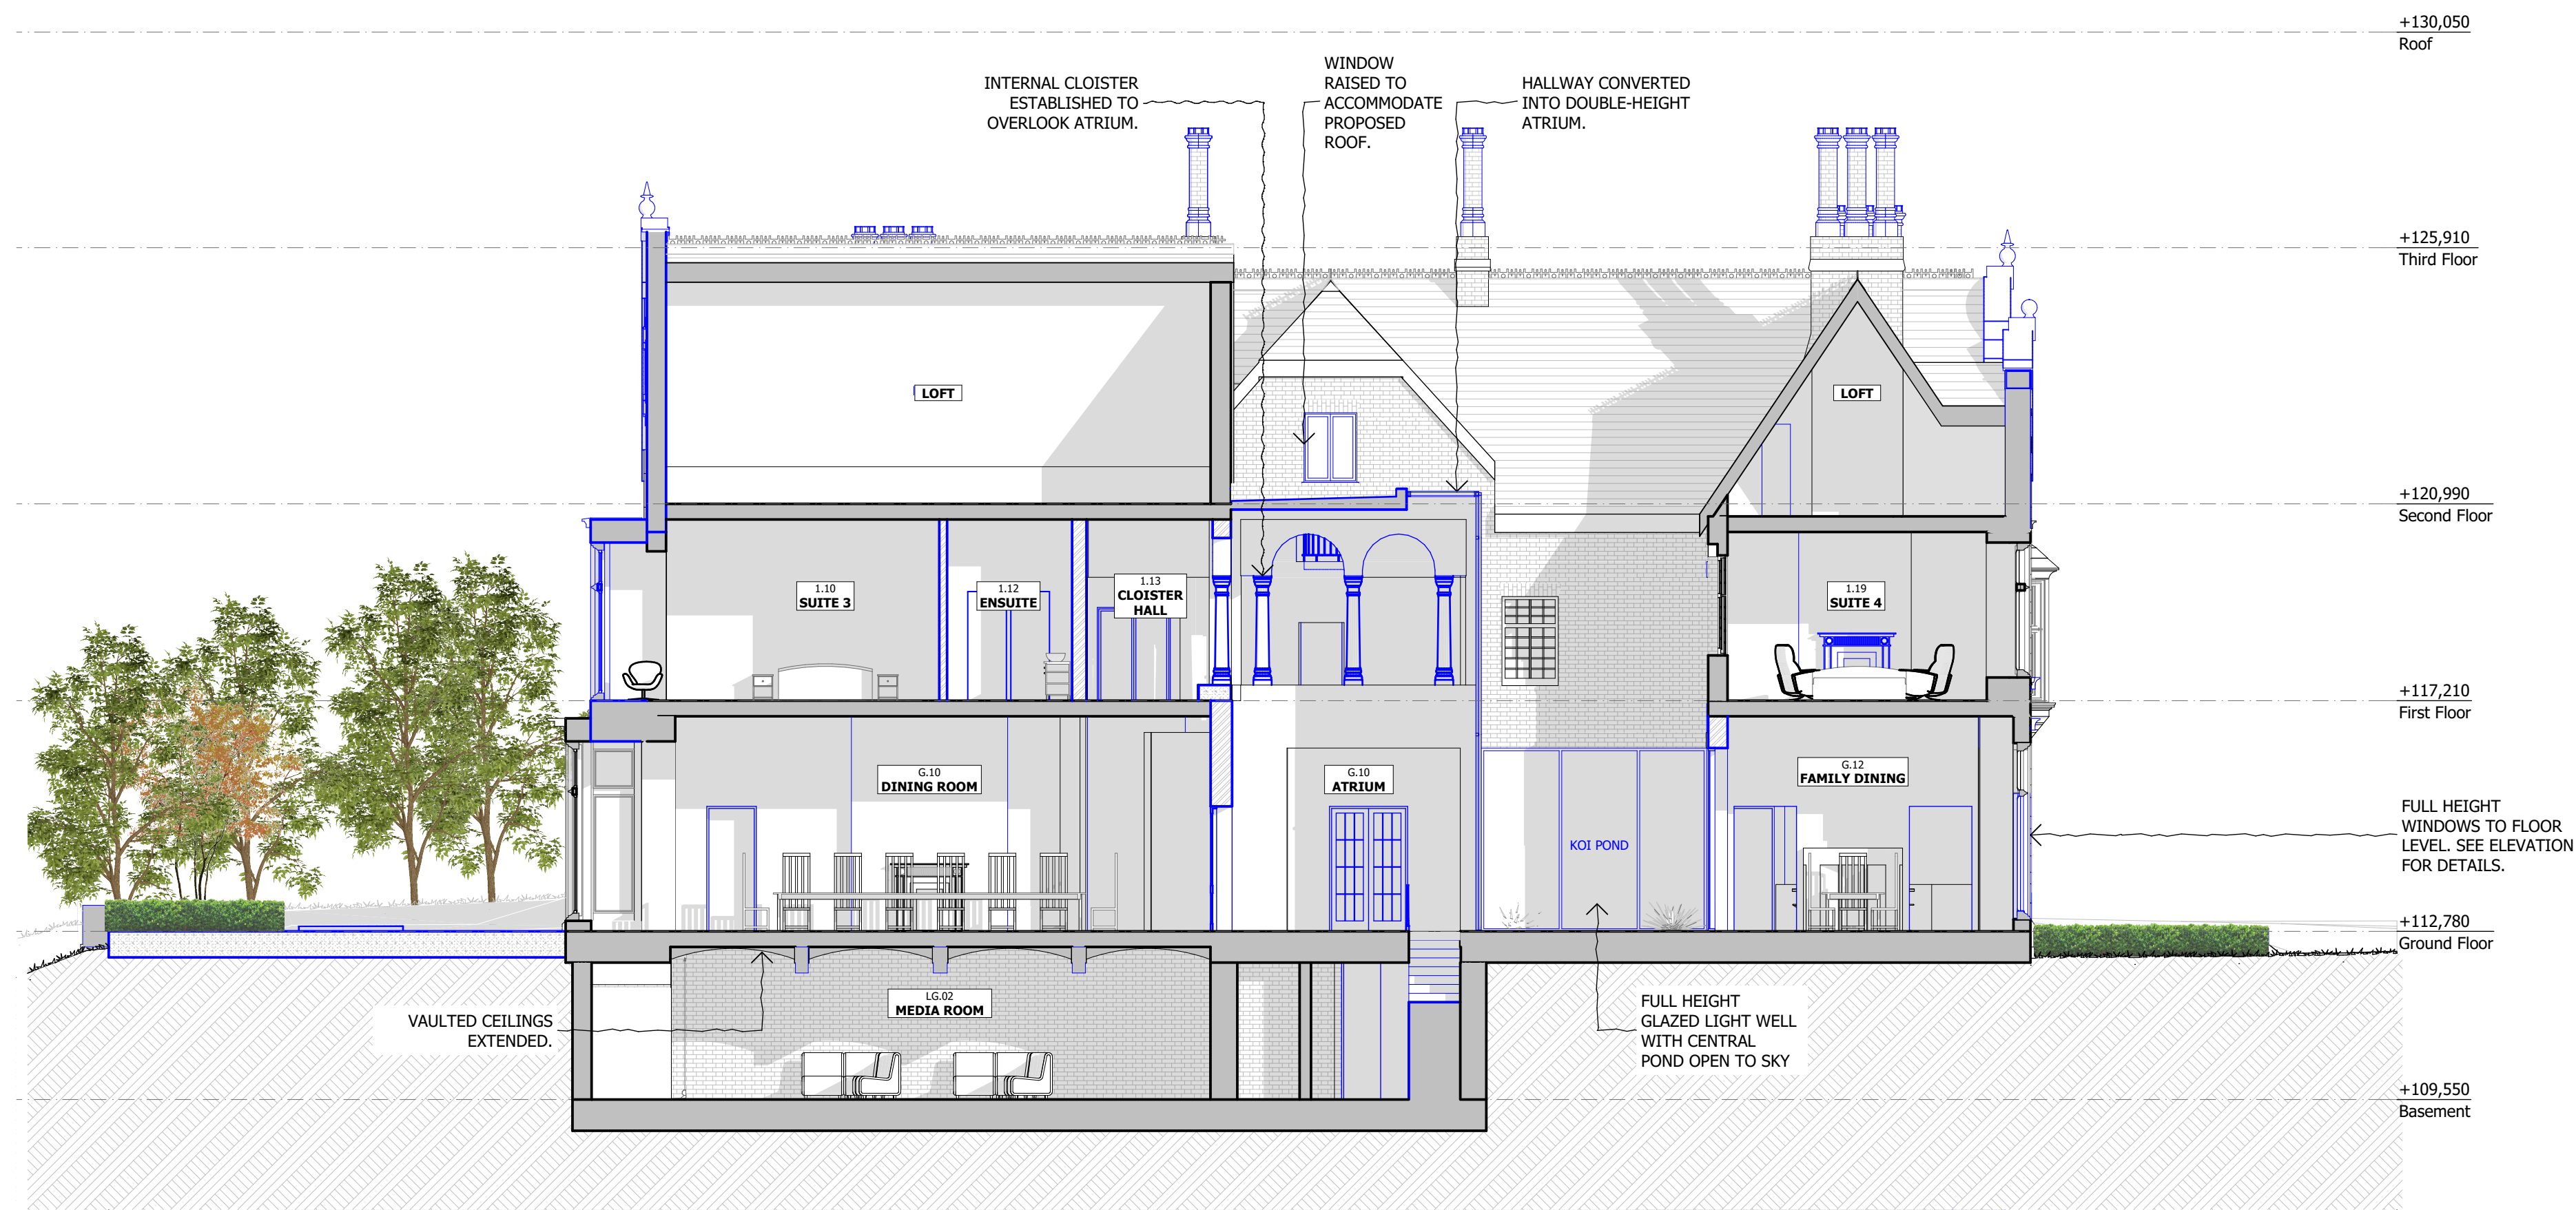 +130,050
Roof
INTERNAL CLOISTER
ESTABLISHED TO
OVERLOOK ATRIUM.
WINDOW
RAISED TO
ACCOMMODATE
PROPOSED
ROOF.
HALLWAY CONVERTED
INTO DOUBLE-HEIGHT
ATRIUM.
+125,910
Third Floor
LOFT
LOFT
+120,990
Second Floor
1.10
SUITE 3
1.12
ENSUITE
1.13
CLOISTER
HALL
1.19
SUITE 4
+117,210
First Floor
G.10
DINING ROOM
G.10
ATRIUM
KOI POND
G.12
FAMILY DINING
FULL HEIGHT
WINDOWS TO FLOOR
LEVEL. SEE ELEVATION
FOR DETAILS.
+112,780
Ground Floor
VAULTED CEILINGS
EXTENDED.
LG.02
MEDIA ROOM
FULL HEIGHT
GLAZED LIGHT WELL
WITH CENTRAL
POND OPEN TO SKY
+109,550
Basement